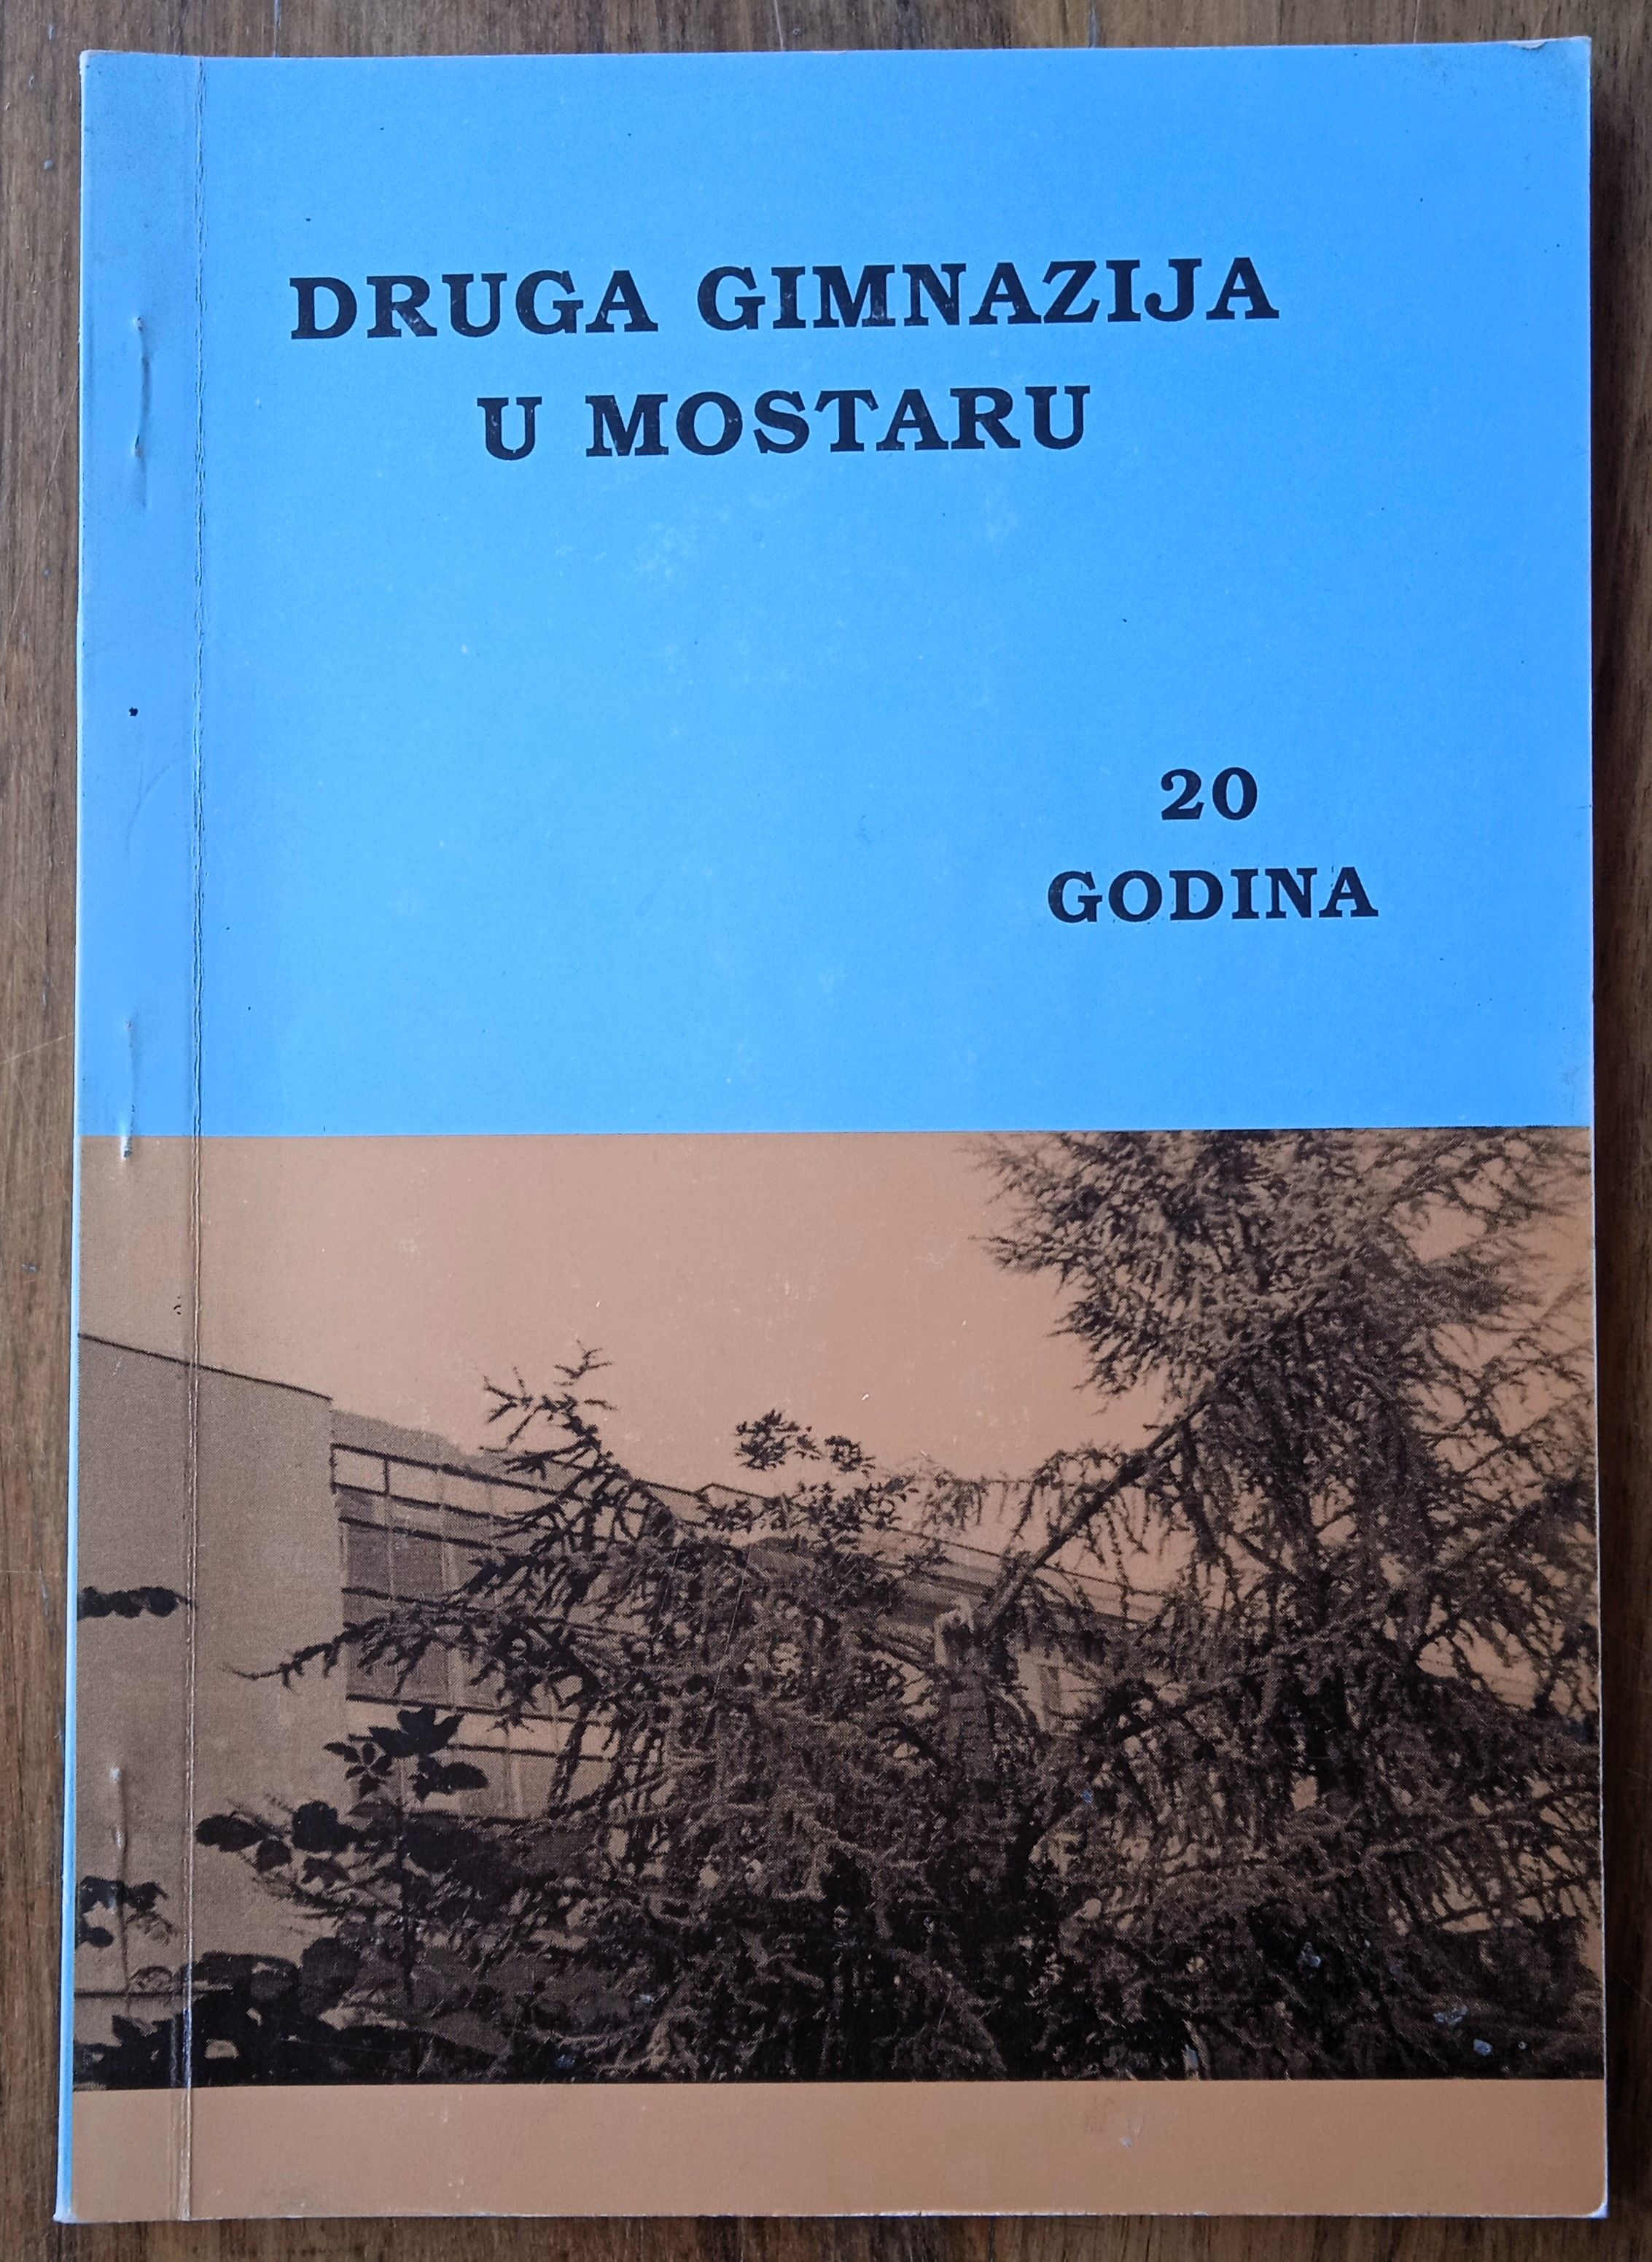 DRUGA GIMNAZIJA
U MOSTARU
20
GODINA